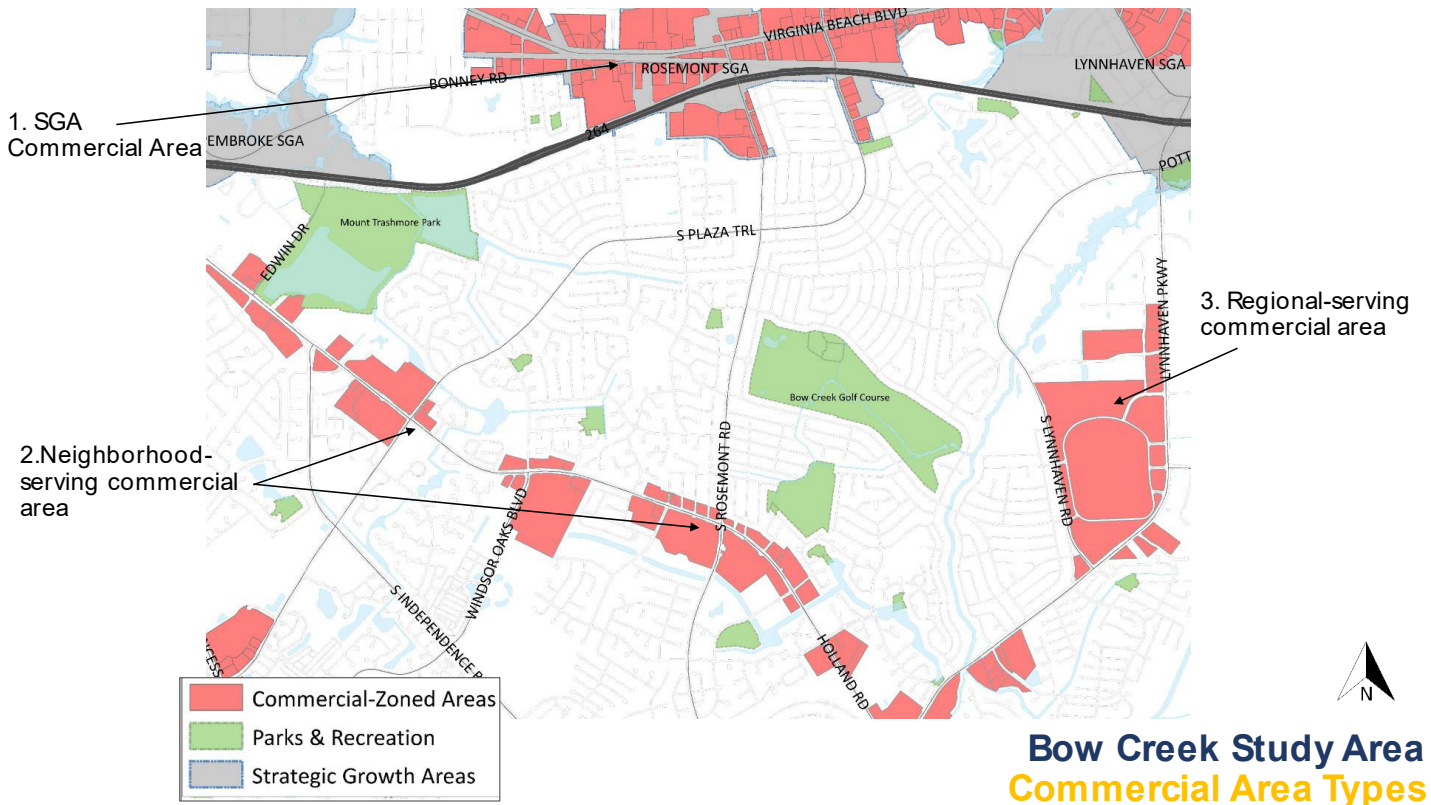 VIRGINIA BEACH BLVD
BONNEY RD
ROSEMONT SGA
LYNNHAVEN SGA
1. SGA
Commercial Area
EMBROKE SGA
264
POTT
Mount Trashmore Park
EDWIN DR
S PLAZA TRL
LYNNHAVEN PKWY
3. Regional-serving
commercial area
Bow Creek Golf Course
S LYNNHAVEN RD
2.Neighborhood-
serving commercial
area
S ROSEMONT RD
WINDSOR OAKS BLVD
S INDEPENDENCE
HOLLAND RD
NCESS
Commercial-Zoned Areas
Parks & Recreation
Strategic Growth Areas
N
Bow Creek Study Area
Commercial Area Types